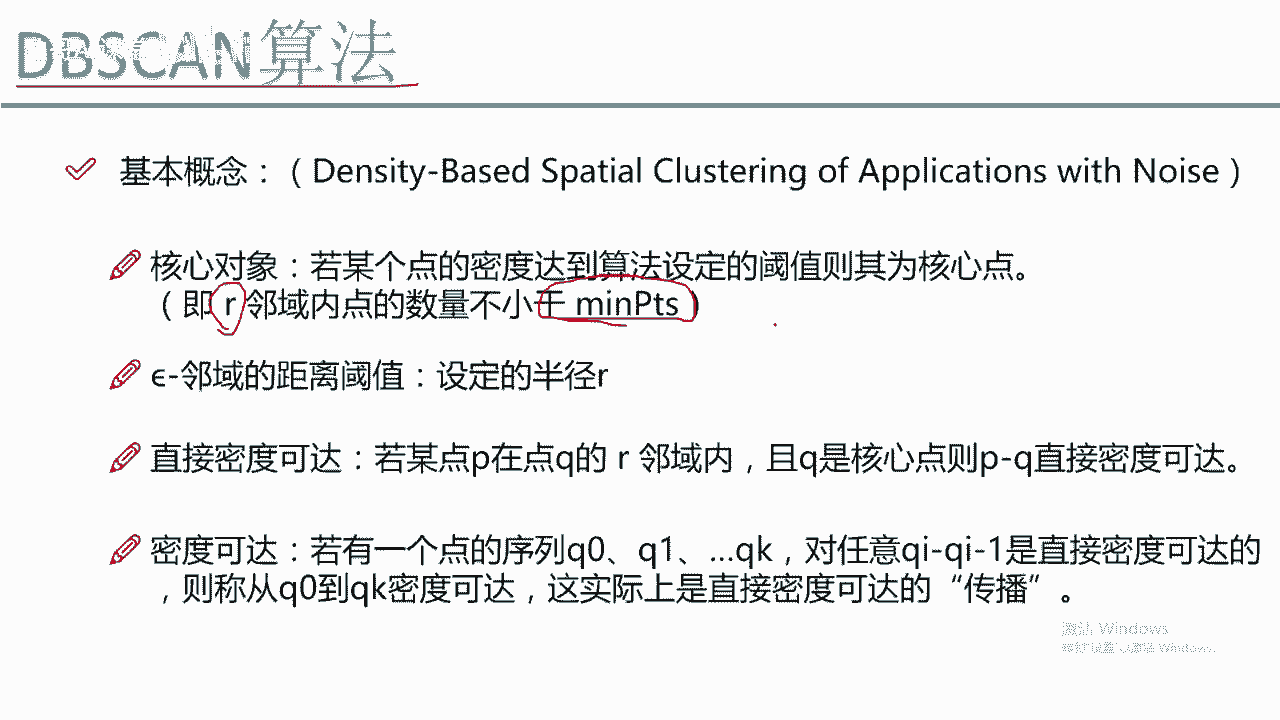 DBSCAN算法
基本概念：（Density-Based Spatial Clustering of Applications with Noise）
核心对象：若某个点的密度达到算法设定的阈值则其为核心点。
（即 r 邻域内点的数量不小于 minPts）
ϵ-邻域的距离阈值：设定的半径r
直接密度可达：若某点p在点q的 r 邻域内，且q是核心点则p-q直接密度可达。
密度可达：若有一个点的序列q0、q1、…qk，对任意qi-qi-1是直接密度可达的
，则称从q0到qk密度可达，这实际上是直接密度可达的“传播”。
激活 Windows